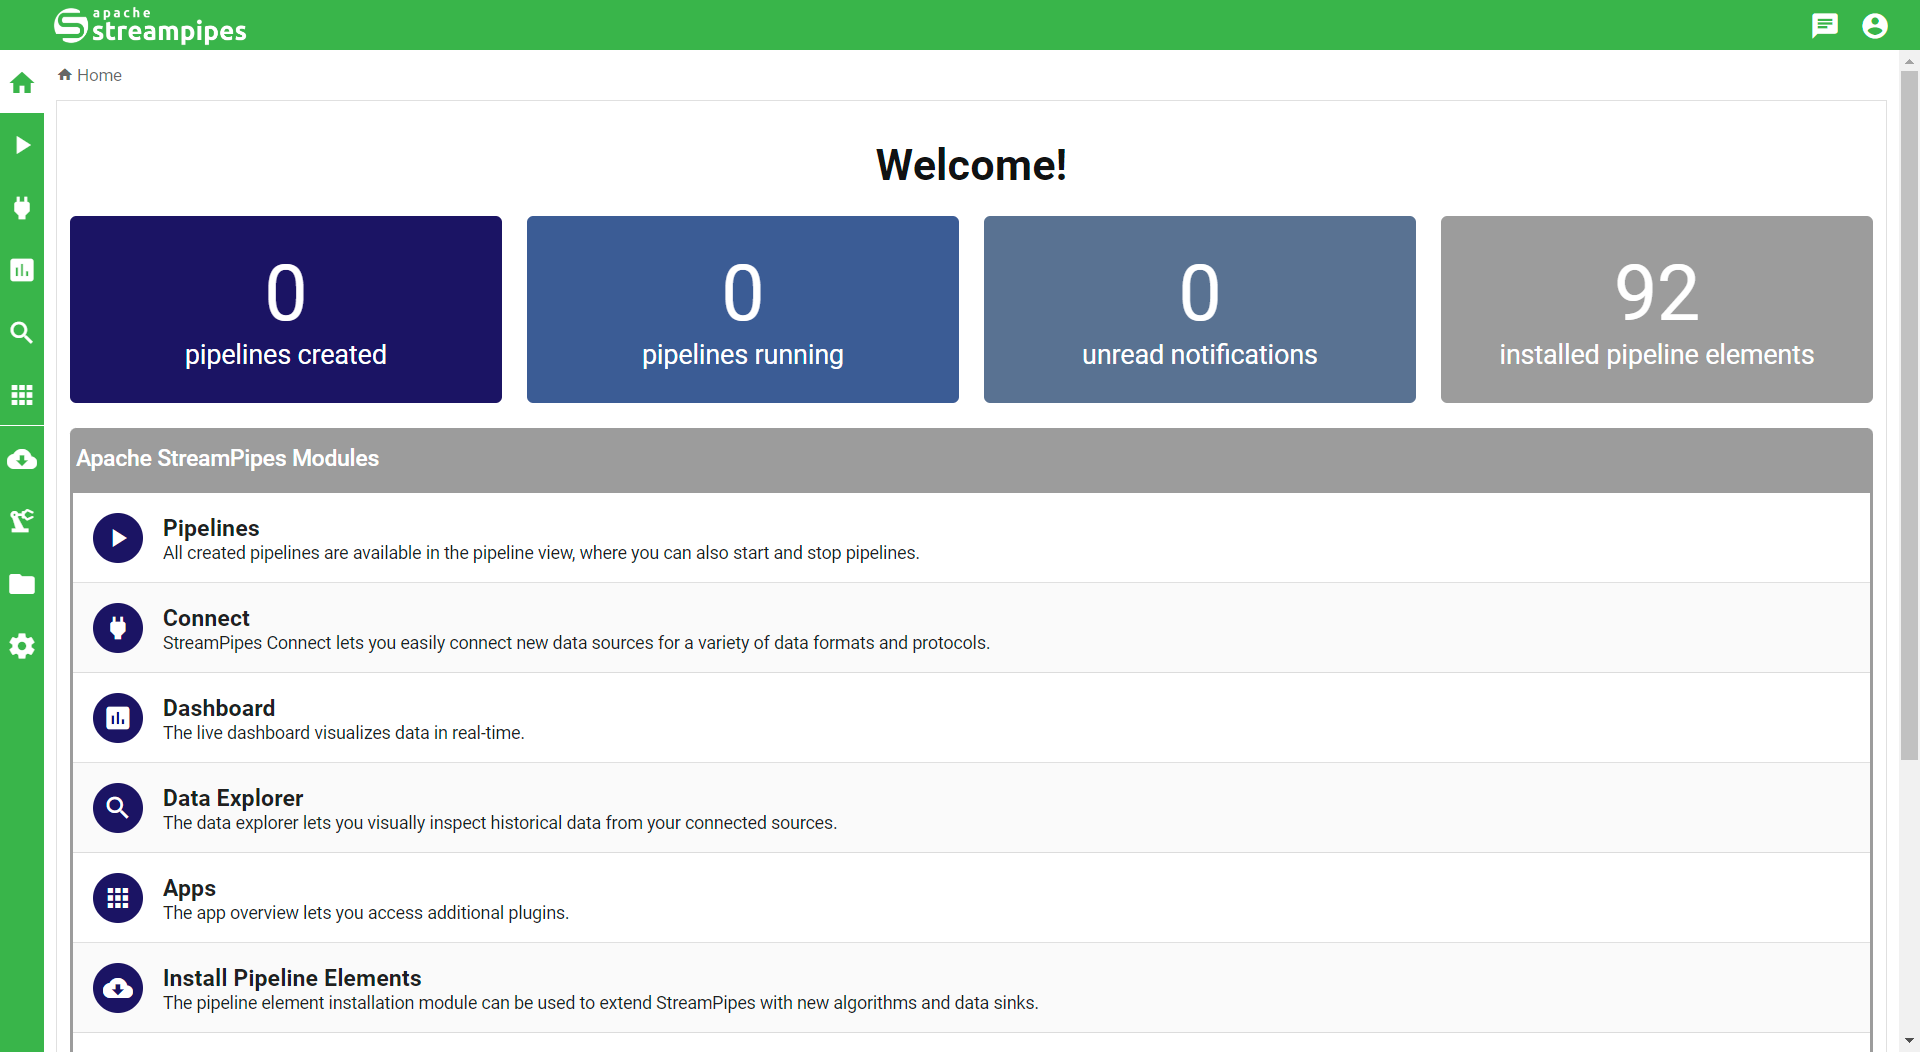 apache
streampipes
Home
Welcome!
0
pipelines created
0
pipelines running
0
unread notifications
92
installed pipeline elements
Apache StreamPipes Modules
Pipelines
All created pipelines are available in the pipeline view, where you can also start and stop pipelines.
Connect
StreamPipes Connect lets you easily connect new data sources for a variety of data formats and protocols.
Dashboard
The live dashboard visualizes data in real-time.
Data Explorer
The data explorer lets you visually inspect historical data from your connected sources.
Apps
The app overview lets you access additional plugins.
Install Pipeline Elements
The pipeline element installation module can be used to extend StreamPipes with new algorithms and data sinks.